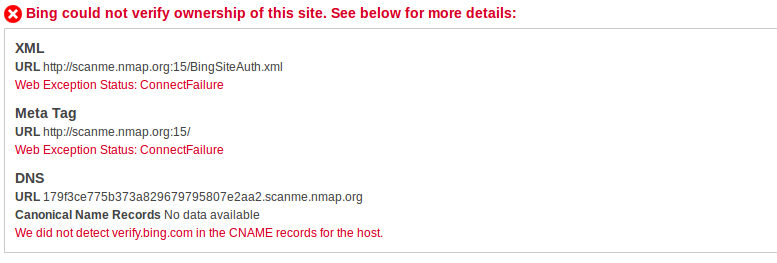 Bing could not verify ownership of this site. See below for more details:
XML
URL http://scanme.nmap.org:15/BingSiteAuth.xml
Web Exception Status: ConnectFailure
Meta Tag
URL http://scanme.nmap.org:15/
Web Exception Status: ConnectFailure
DNS
URL 179f3ce775b373a829679795807e2aa2.scanme.nmap.org
Canonical Name Records No data available
We did not detect verify.bing.com in the CNAME records for the host.